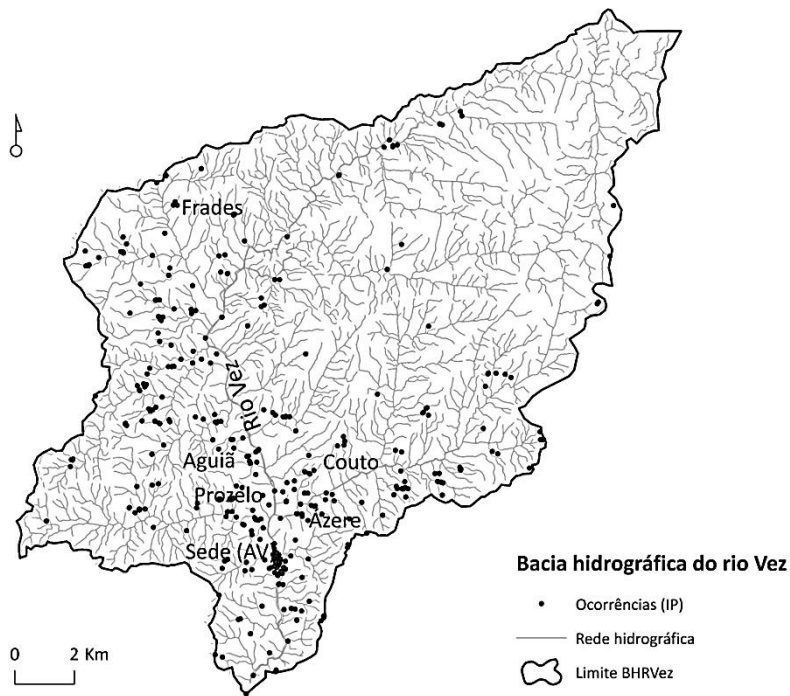 Frades
Rio Vez
Aguiã
Couto
Prozelo
Azere
Sede (AV)
Bacia hidrográfica do rio Vez
Ocorrências (IP)
Rede hidrográfica
Limite BHRVez
0 2 Km